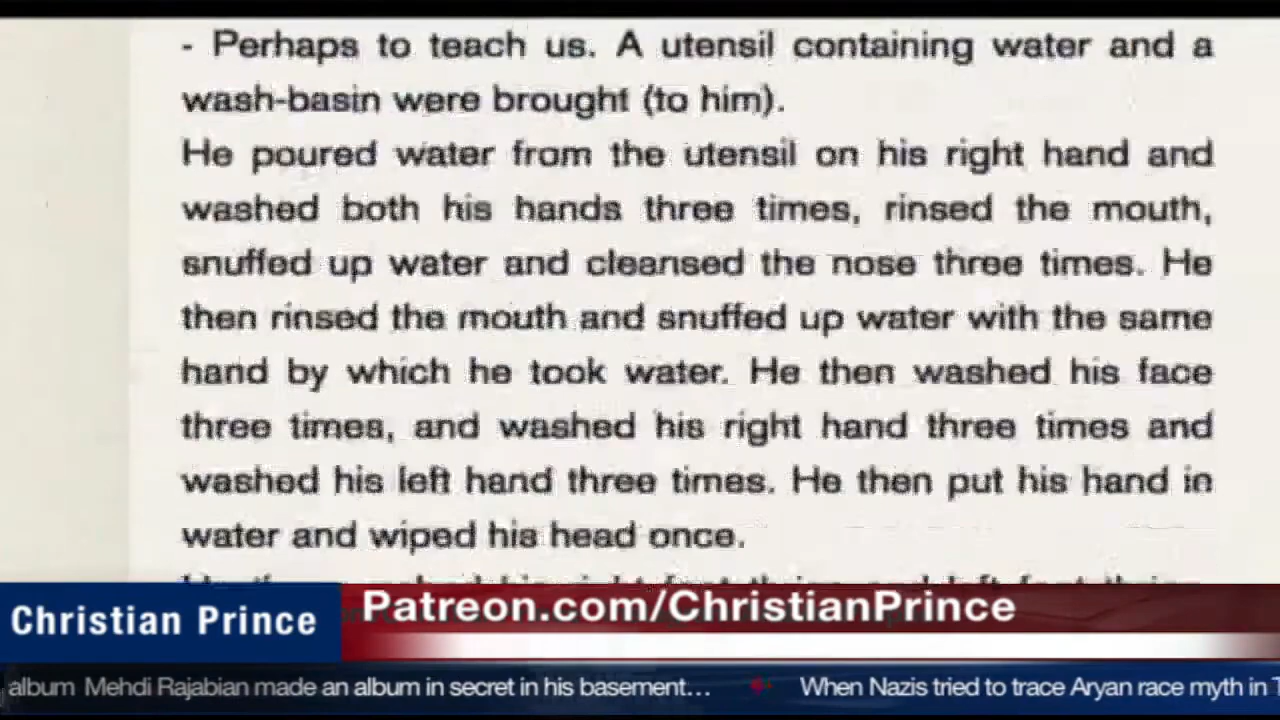 - Perhaps to teach us. A utensil containing water and a
wash-basin were brought (to him).
He poured water from the utensil on his right hand and
washed both his hands three times, rinsed the mouth,
snuffed up water and cleansed the nose three times. He
then rinsed the mouth and snuffed up water with the same
hand by which he took water. He then washed his face
three times, and washed his right hand three times and
washed his left hand three times. He then put his hand in
water and wiped his head once.
Christian Prince
Patreon.com/ChristianPrince
album Mehdi Rajabian made an album in secret in his basement...
When Nazis tried to trace Aryan race myth in T